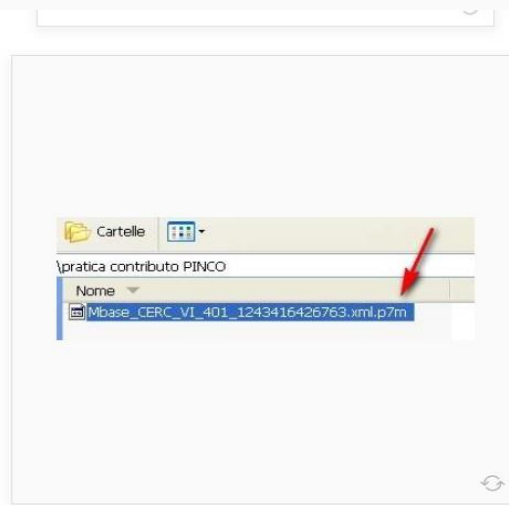 Cartelle
\pratica contributo PINCO
Nome
Mbase_CERC_VI_401_1243416426763.xml.p7m